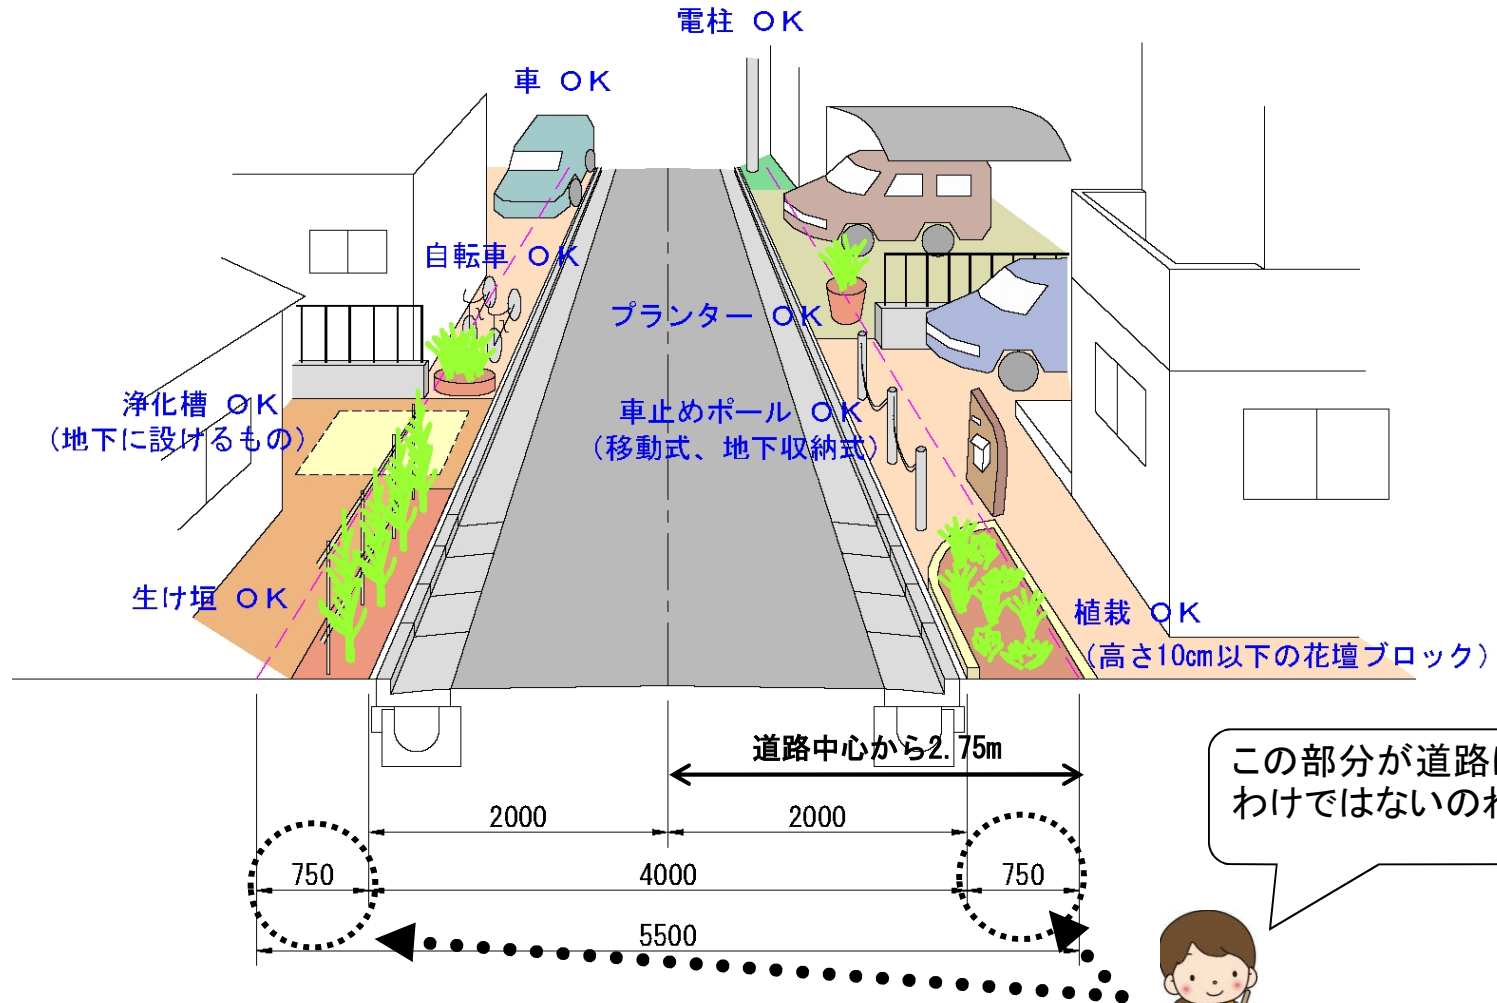 電柱 OK
車 OK
自転車 OK
プランター OK
浄化槽 OK
(地下に設けるもの)
車止めポール OK
(移動式、地下収納式)
生け垣 OK
植栽 OK
(高さ10cm以下の花壇ブロック)
道路中心から2.75m
この部分が道路
わけではないの
2000
2000
750
4000
750
5500